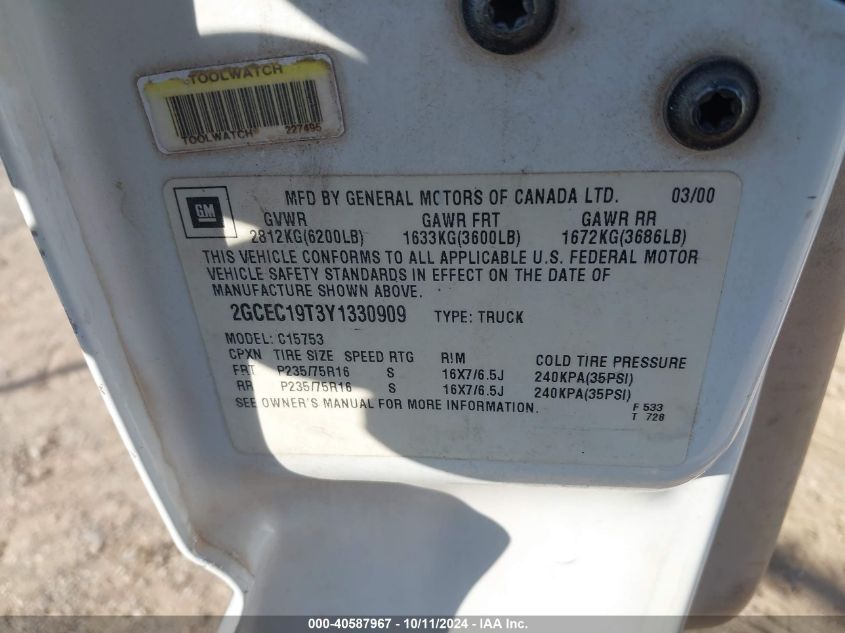 TOOLWATCH
TOOLWATCH® 227495
GM
MFD BY GENERAL MOTORS OF CANADA LTD. 03/00
GVWR GAWR FRT GAWR RR
2812KG(6200LB) 1633KG(3600LB) 1672KG(3686LB)
THIS VEHICLE CONFORMS TO ALL APPLICABLE U.S. FEDERAL MOTOR
VEHICLE SAFETY STANDARDS IN EFFECT ON THE DATE OF
MANUFACTURE SHOWN ABOVE.
2GCEC19T3Y1330909 TYPE: TRUCK
MODEL: C15753
CPXN TIRE SIZE SPEED RTG RIM COLD TIRE PRESSURE
FRT P235/75R16 S 16X7/6.5J 240KPA(35PSI)
RR P235/75R16 S 16X7/6.5J 240KPA(35PSI)
SEE OWNER'S MANUAL FOR MORE INFORMATION. F 533
T 728
000-40587967 - 10/11/2024 - IAA Inc.